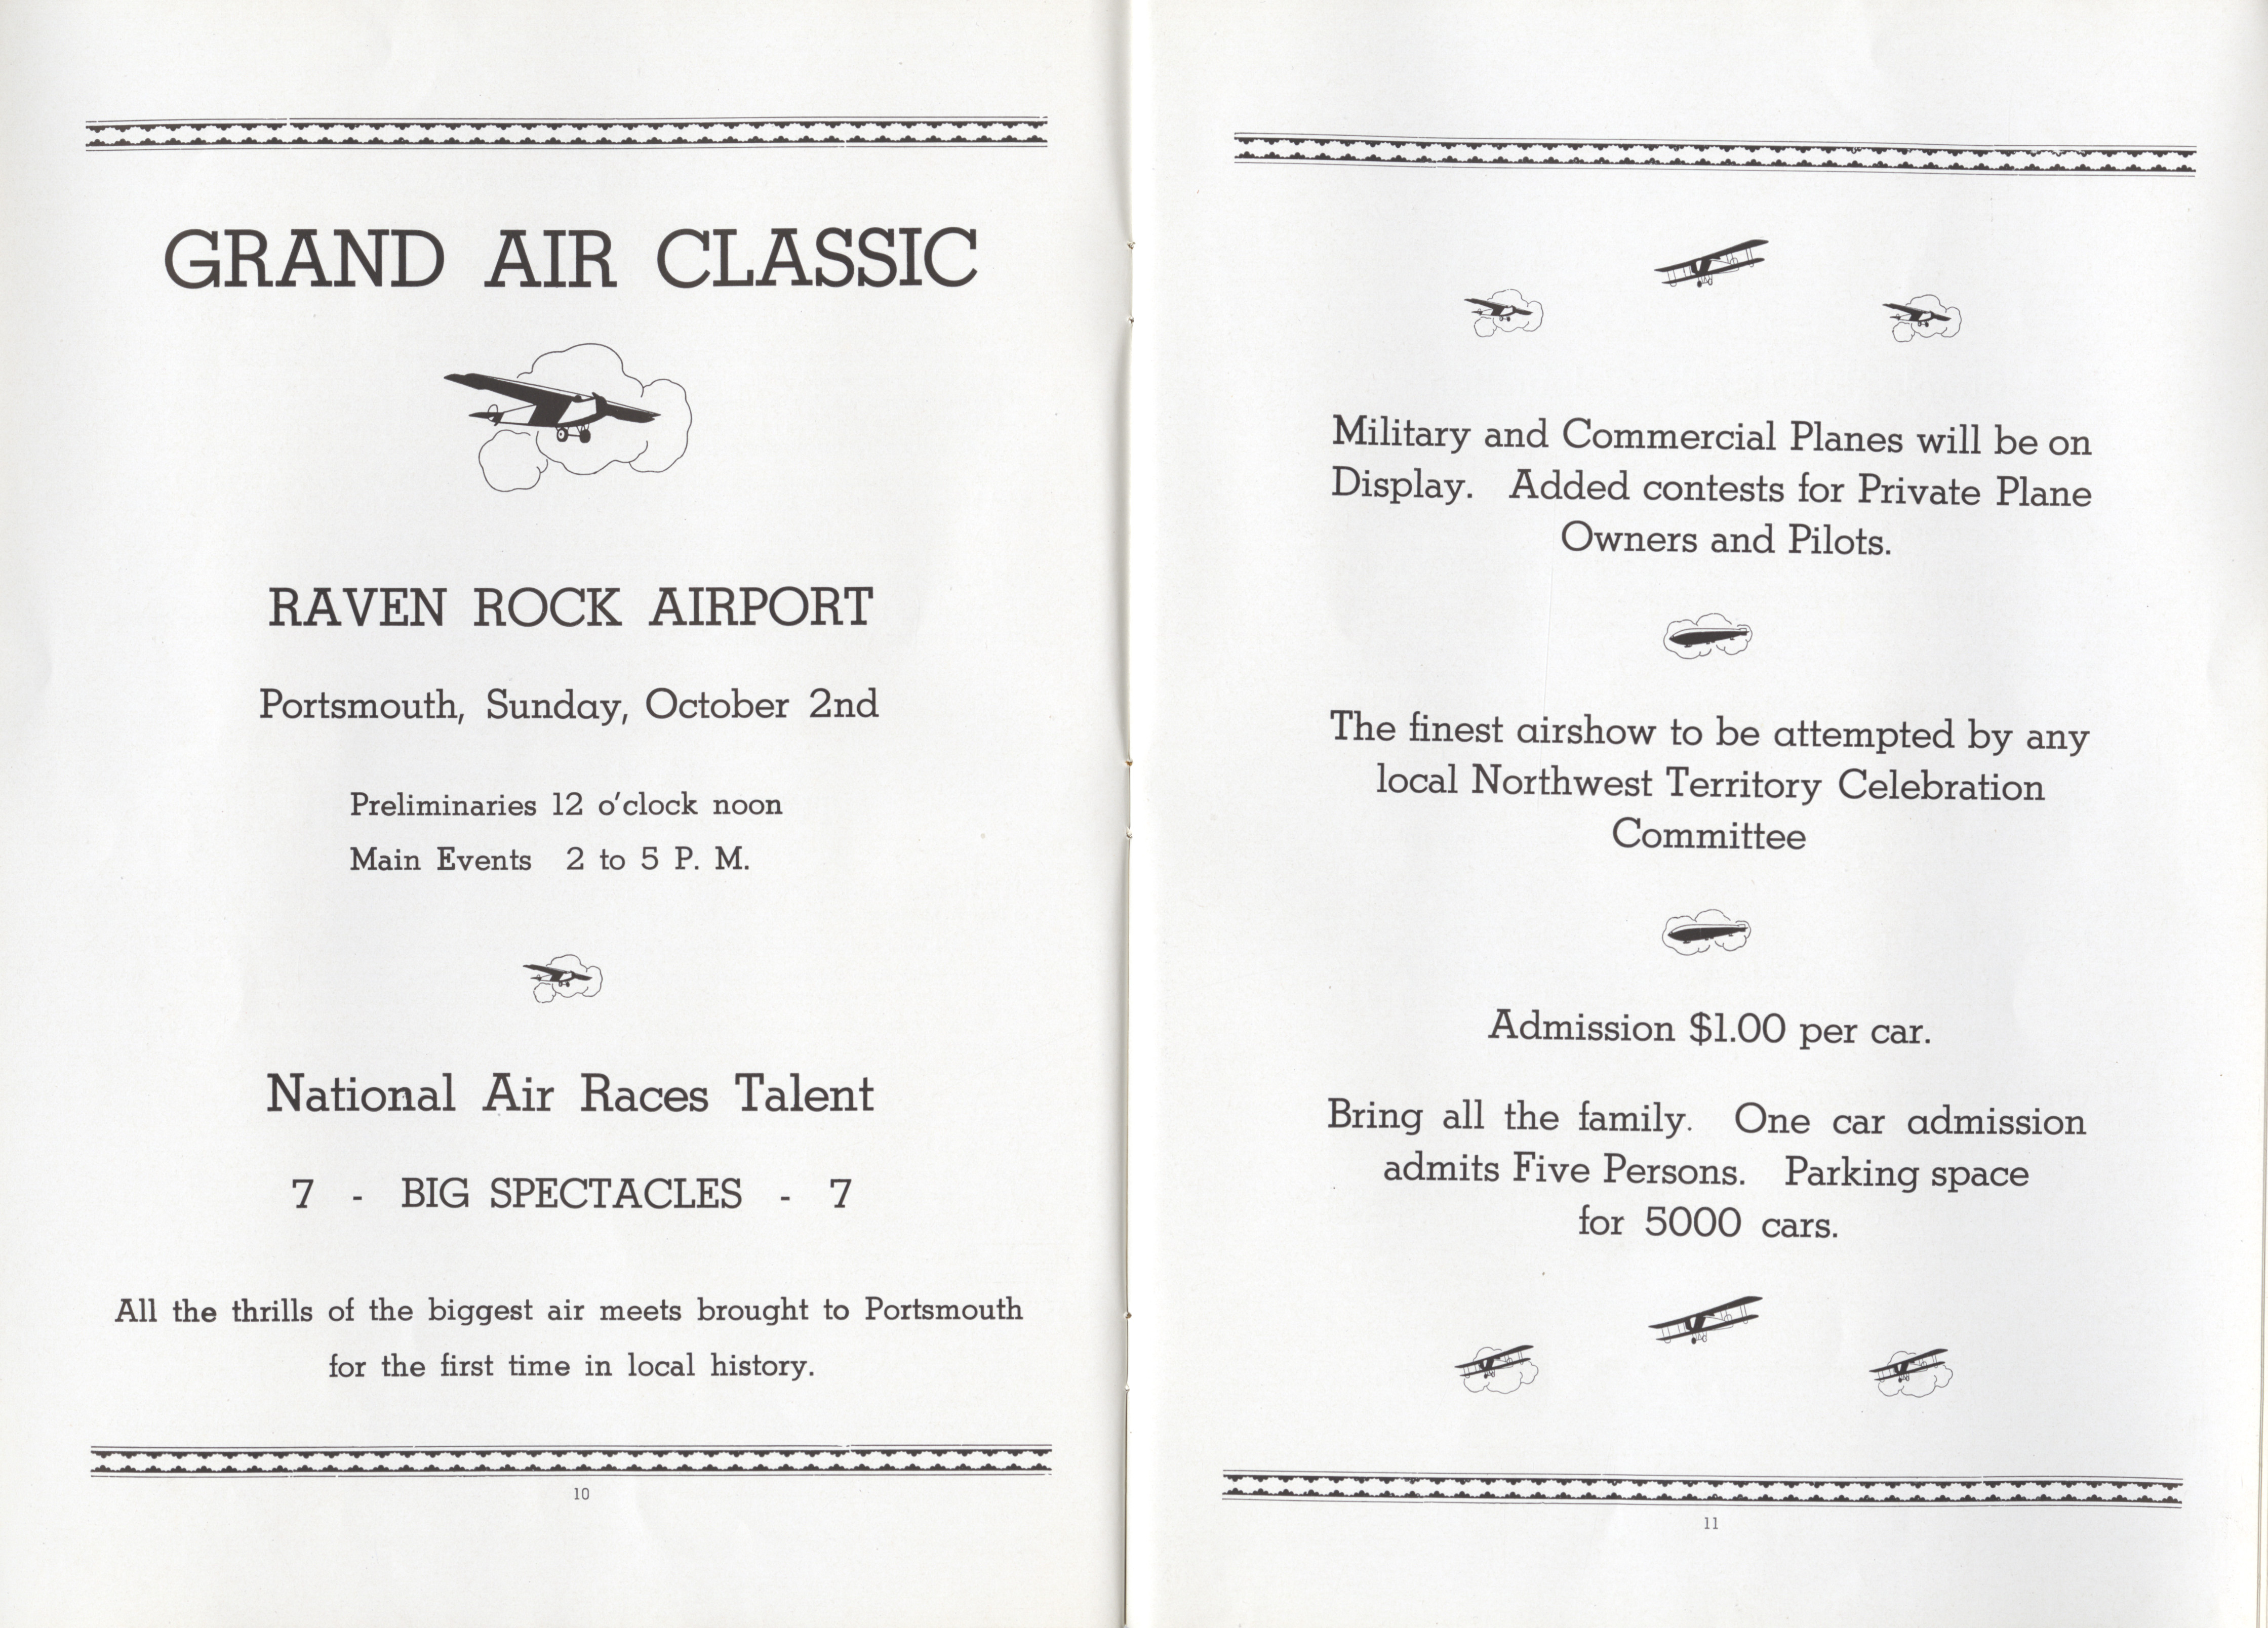 GRAND AIR CLASSIC
RAVEN ROCK AIRPORT
Portsmouth, Sunday, October 2nd
Preliminaries 12 o'clock noon
Main Events 2 to 5 P. M.
National Air Races Talent
7 - BIG SPECTACLES - 7
All the thrills of the biggest air meets brought to Portsmouth
for the first time in local history.
10
Military and Commercial Planes will be on
Display. Added contests for Private Plane
Owners and Pilots.
The finest airshow to be attempted by any
local Northwest Territory Celebration
Committee
Admission $1.00 per car.
Bring all the family. One car admission
admits Five Persons. Parking space
for 5000 cars.
11